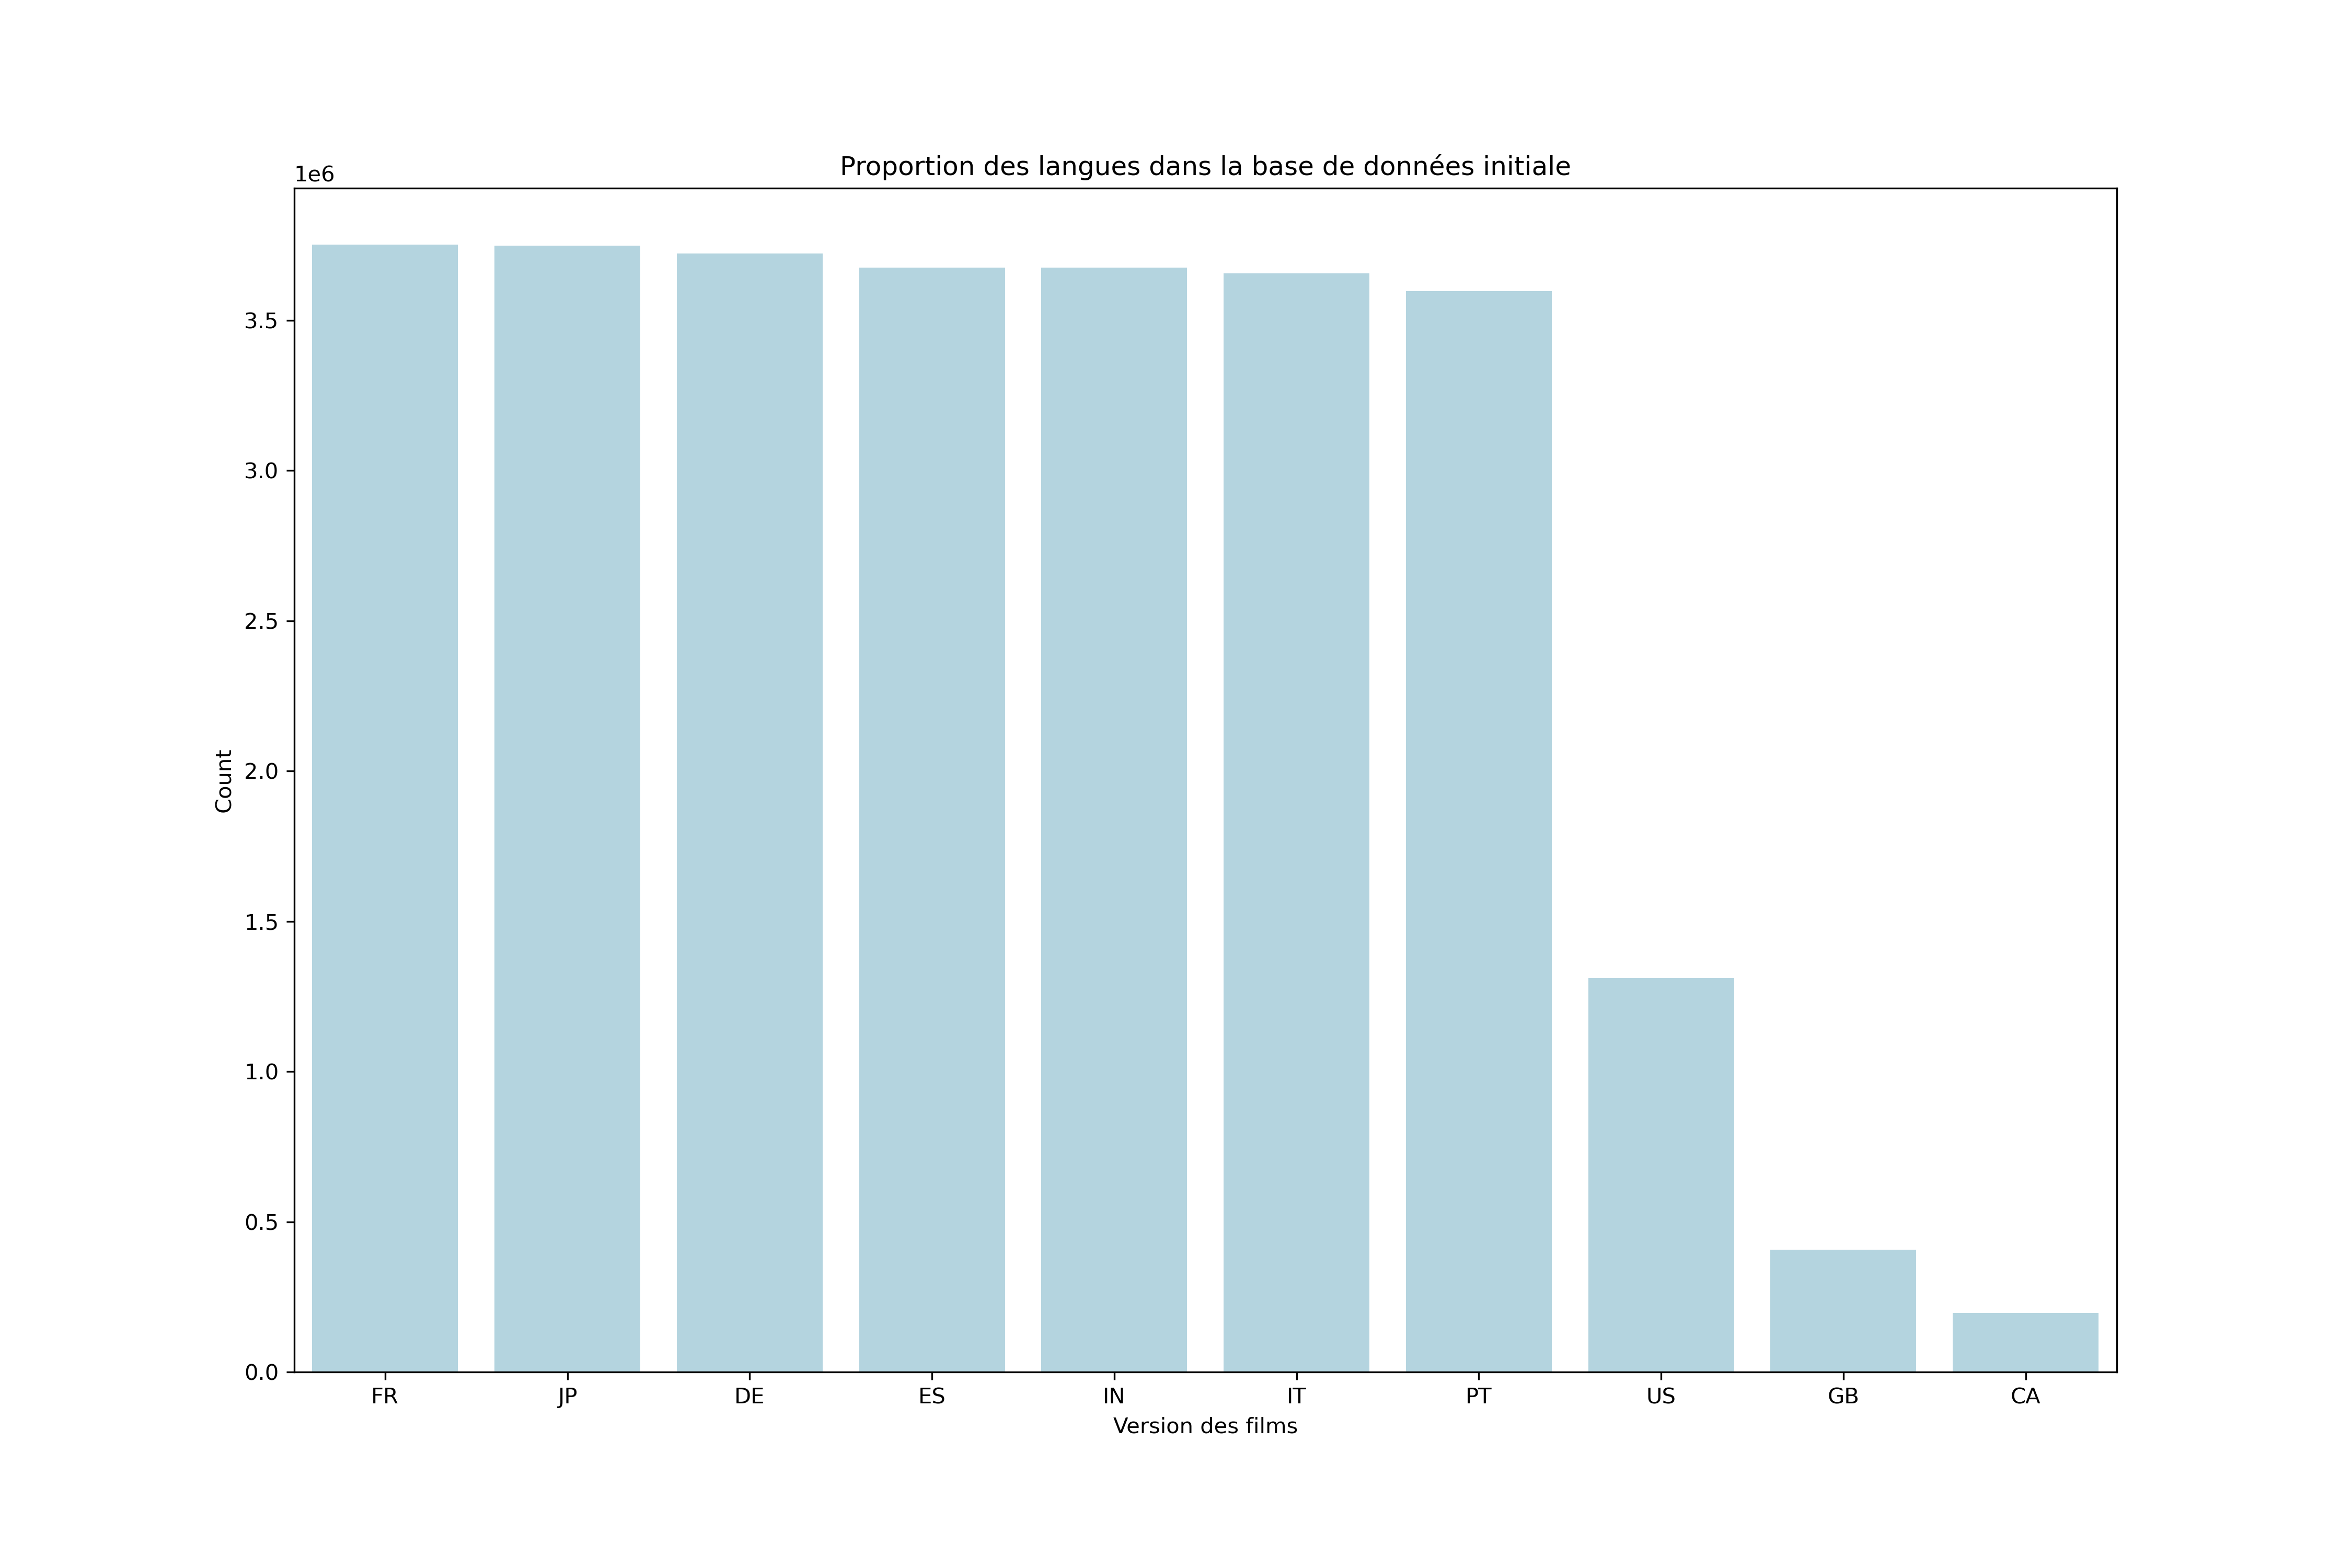 Proportion des langues dans la base de données initiale
1e6
3.5
3.0
2.5
2.0
1.5
1.0
0.5
0.0
Count
FR JP DE ES IN IT PT US GB CA
Version des films